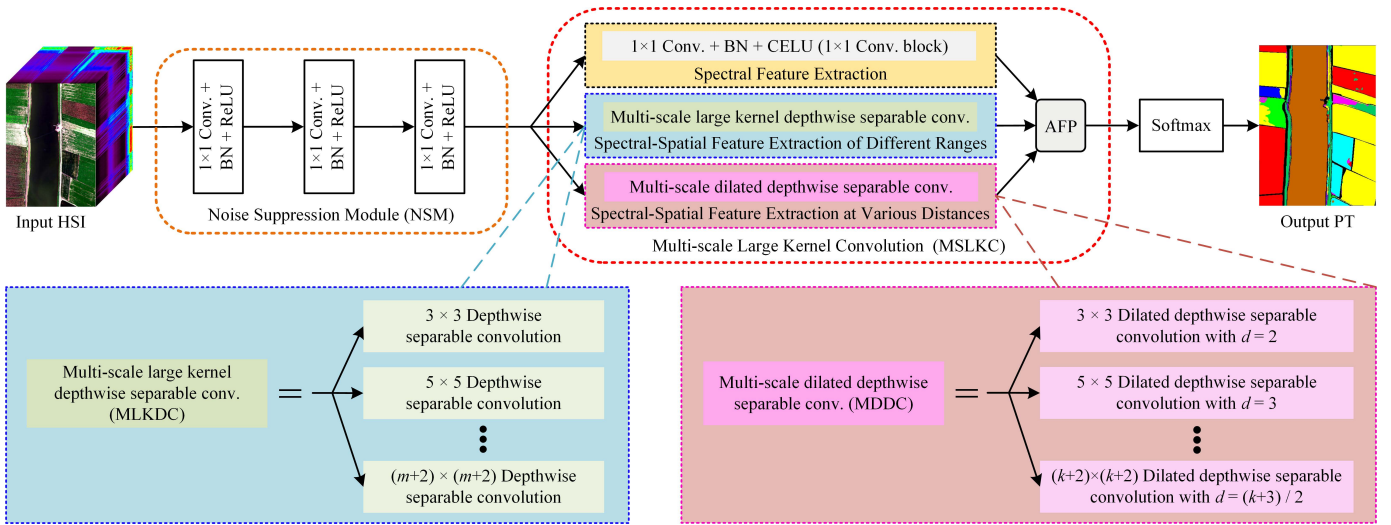 Input HSI
1×1 Conv. +
BN + ReLU
1×1 Conv. +
BN + ReLU
1×1 Conv. +
BN + ReLU
Noise Suppression Module (NSM)
1×1 Conv. + BN + CELU (1×1 Conv. block)
Spectral Feature Extraction
Multi-scale large kernel depthwise separable conv.
Spectral-Spatial Feature Extraction of Different Ranges
Multi-scale dilated depthwise separable conv.
Spectral-Spatial Feature Extraction at Various Distances
Multi-scale Large Kernel Convolution (MSLKC)
AFP
Softmax
Output PT
Multi-scale large kernel
depthwise separable conv.
(MLKDC)
=
3 × 3 Depthwise
separable convolution
5 × 5 Depthwise
separable convolution
(m+2) × (m+2) Depthwise
separable convolution
Multi-scale dilated depthwise
separable conv. (MDDC)
=
3 × 3 Dilated depthwise separable
convolution with d = 2
5 × 5 Dilated depthwise separable
convolution with d = 3
(k+2)×(k+2) Dilated depthwise separable
convolution with d = (k+3) / 2